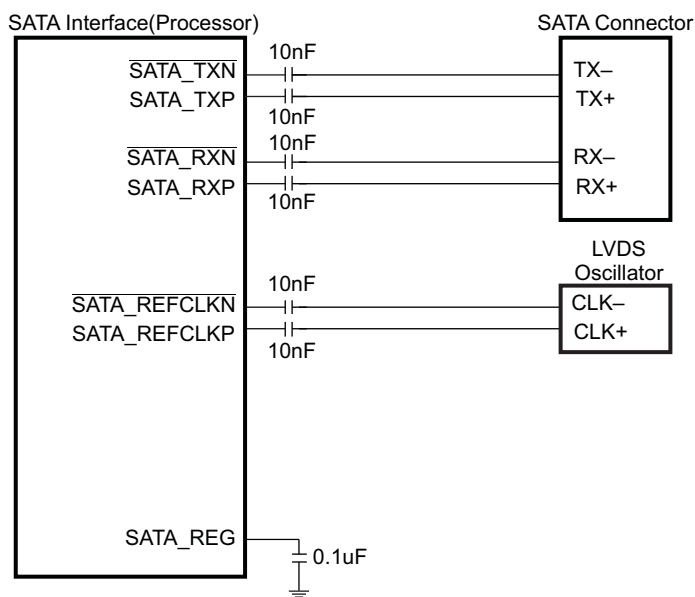 SATA Interface(Processor)
SATA Connector
10nF
SATA_TXN
TX–
SATA_TXP
TX+
10nF
10nF
SATA_RXN
RX–
SATA_RXP
RX+
10nF
LVDS
Oscillator
10nF
SATA_REFCLKN
CLK–
SATA_REFCLKP
CLK+
10nF
SATA_REG
0.1uF